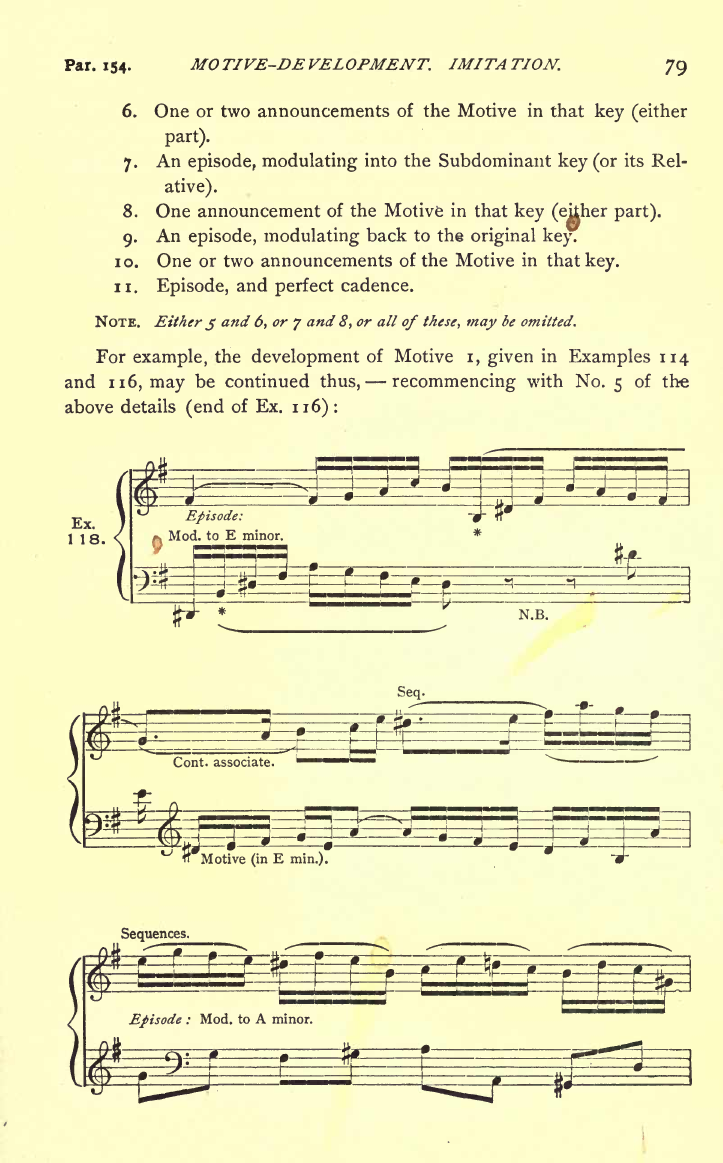 Par. 154. MOTIVE-DEVELOPMENT. IMITATION. 79
6. One or two announcements of the Motive in that key (either
part).
7. An episode, modulating into the Subdominant key (or its Rel-
ative).
8. One announcement of the Motive in that key (either part).
9. An episode, modulating back to the original key.
10. One or two announcements of the Motive in that key.
11. Episode, and perfect cadence.
NOTE. Either 5 and 6, or 7 and 8, or all of these, may be omitted.
For example, the development of Motive 1, given in Examples 114
and 116, may be continued thus, — recommencing with No. 5 of the
above details (end of Ex. 116):
Ex.
118.
Episode:
Mod. to E minor.
*
*
N.B.
Seq.
Cont. associate.
Motive (in E min.).
Sequences.
Episode: Mod. to A minor.